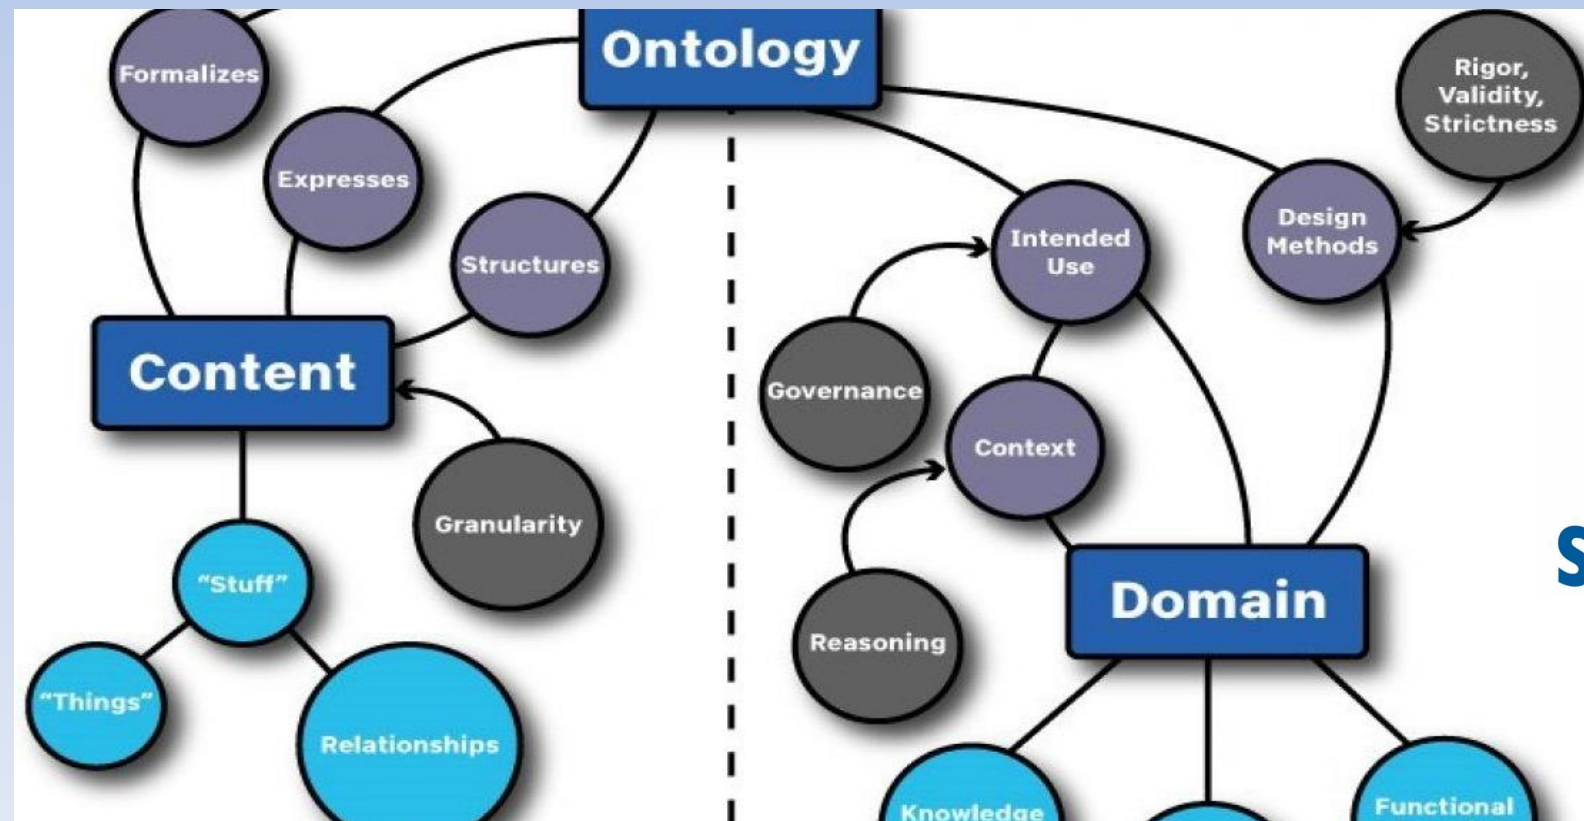 Ontology
Formalizes
Rigor,
Validity,
Strictness
Expresses
Design
Methods
Structures
Intended
Use
Content
Governance
Context
Granularity
"Stuff"
Domain
Reasoning
"Things"
Relationships
Knowledge
Functional
S